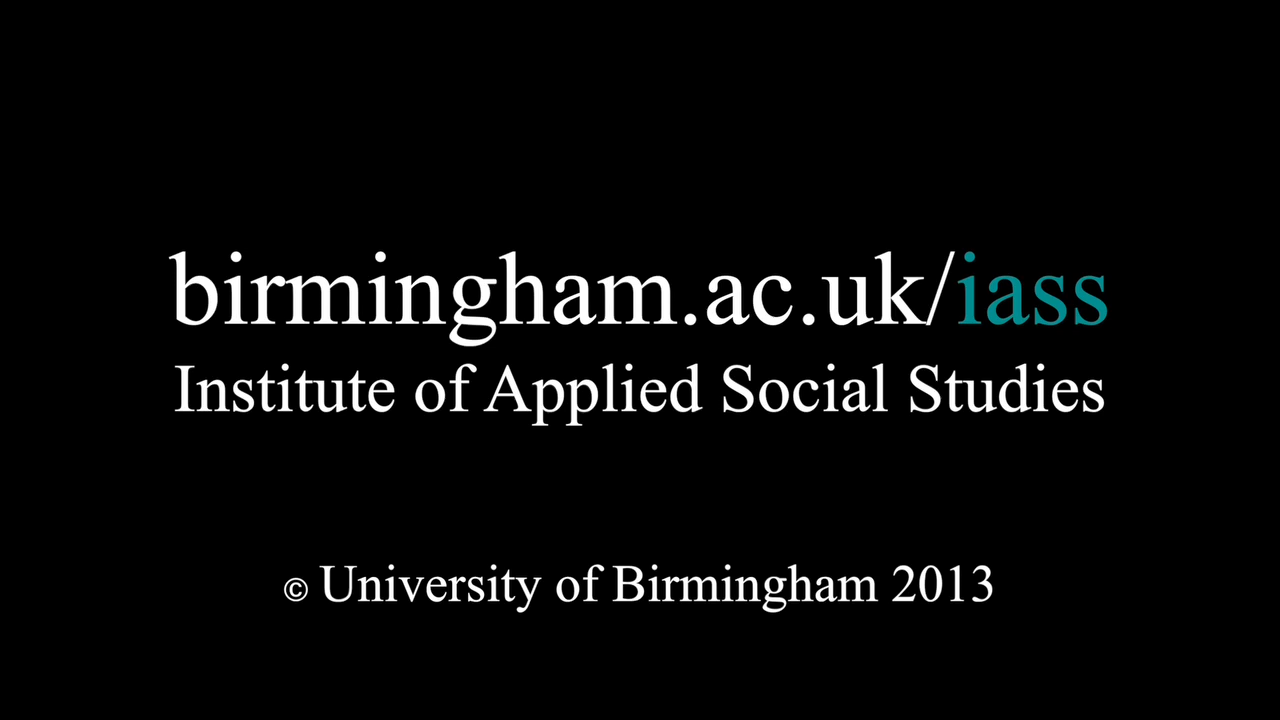 birmingham.ac.uk/iass
Institute of Applied Social Studies
© University of Birmingham 2013